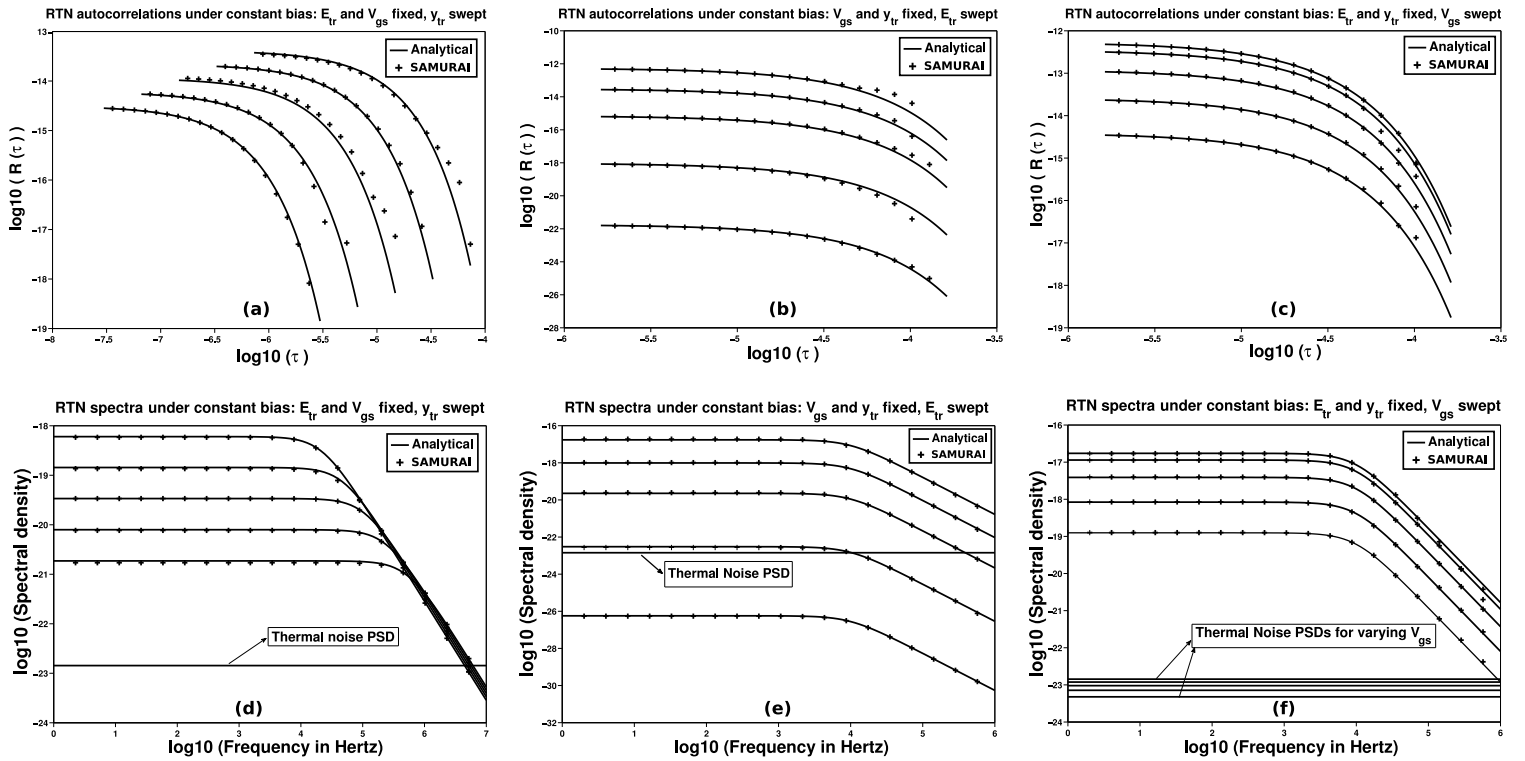 RTN autocorrelations under constant bias: E_tr and V_gs fixed, y_tr swept
13
−14
−15
−16
−17
−18
−19
log10 ( R (τ) )
Analytical
SAMURAI
(a)
−8 −7.5 −7 −6.5 −6 −5.5 −5 −4.5 −4
log10 (τ)
RTN autocorrelations under constant bias: V_gs and y_tr fixed, E_tr swept
−10
−12
−14
−16
−18
−20
−22
−24
−26
−28
log10 ( R (τ) )
Analytical
SAMURAI
(b)
−6 −5.5 −5 −4.5 −4 −3.5
log10 (τ)
RTN autocorrelations under constant bias: E_tr and y_tr fixed, V_gs swept
−12
−13
−14
−15
−16
−17
−19
log10 ( R (τ) )
Analytical
SAMURAI
(c)
−6 −5.5 −5 −4.5 −4 −3.5
log10 (τ)
RTN spectra under constant bias: E_tr and V_gs fixed, y_tr swept
−18
−19
−20
−21
−23
−24
log10 (Spectral density)
Analytical
SAMURAI
Thermal noise PSD
(d)
0 1 2 3 4 5 6 7
log10 (Frequency in Hertz)
RTN spectra under constant bias: V_gs and y_tr fixed, E_tr swept
−16
−18
−20
−22
−24
−26
−28
−30
−32
log10 (Spectral density)
Analytical
SAMURAI
Thermal Noise PSD
(e)
0 1 2 3 4 5 6
log10 (Frequency in Hertz)
RTN spectra under constant bias: E_tr and y_tr fixed, V_gs swept
−16
−17
−18
−19
−20
−21
−22
−23
−24
log10 (Spectral density)
Analytical
SAMURAI
Thermal Noise PSDs for varying V_gs
(f)
0 1 2 3 4 5 6
log10 (Frequency in Hertz)